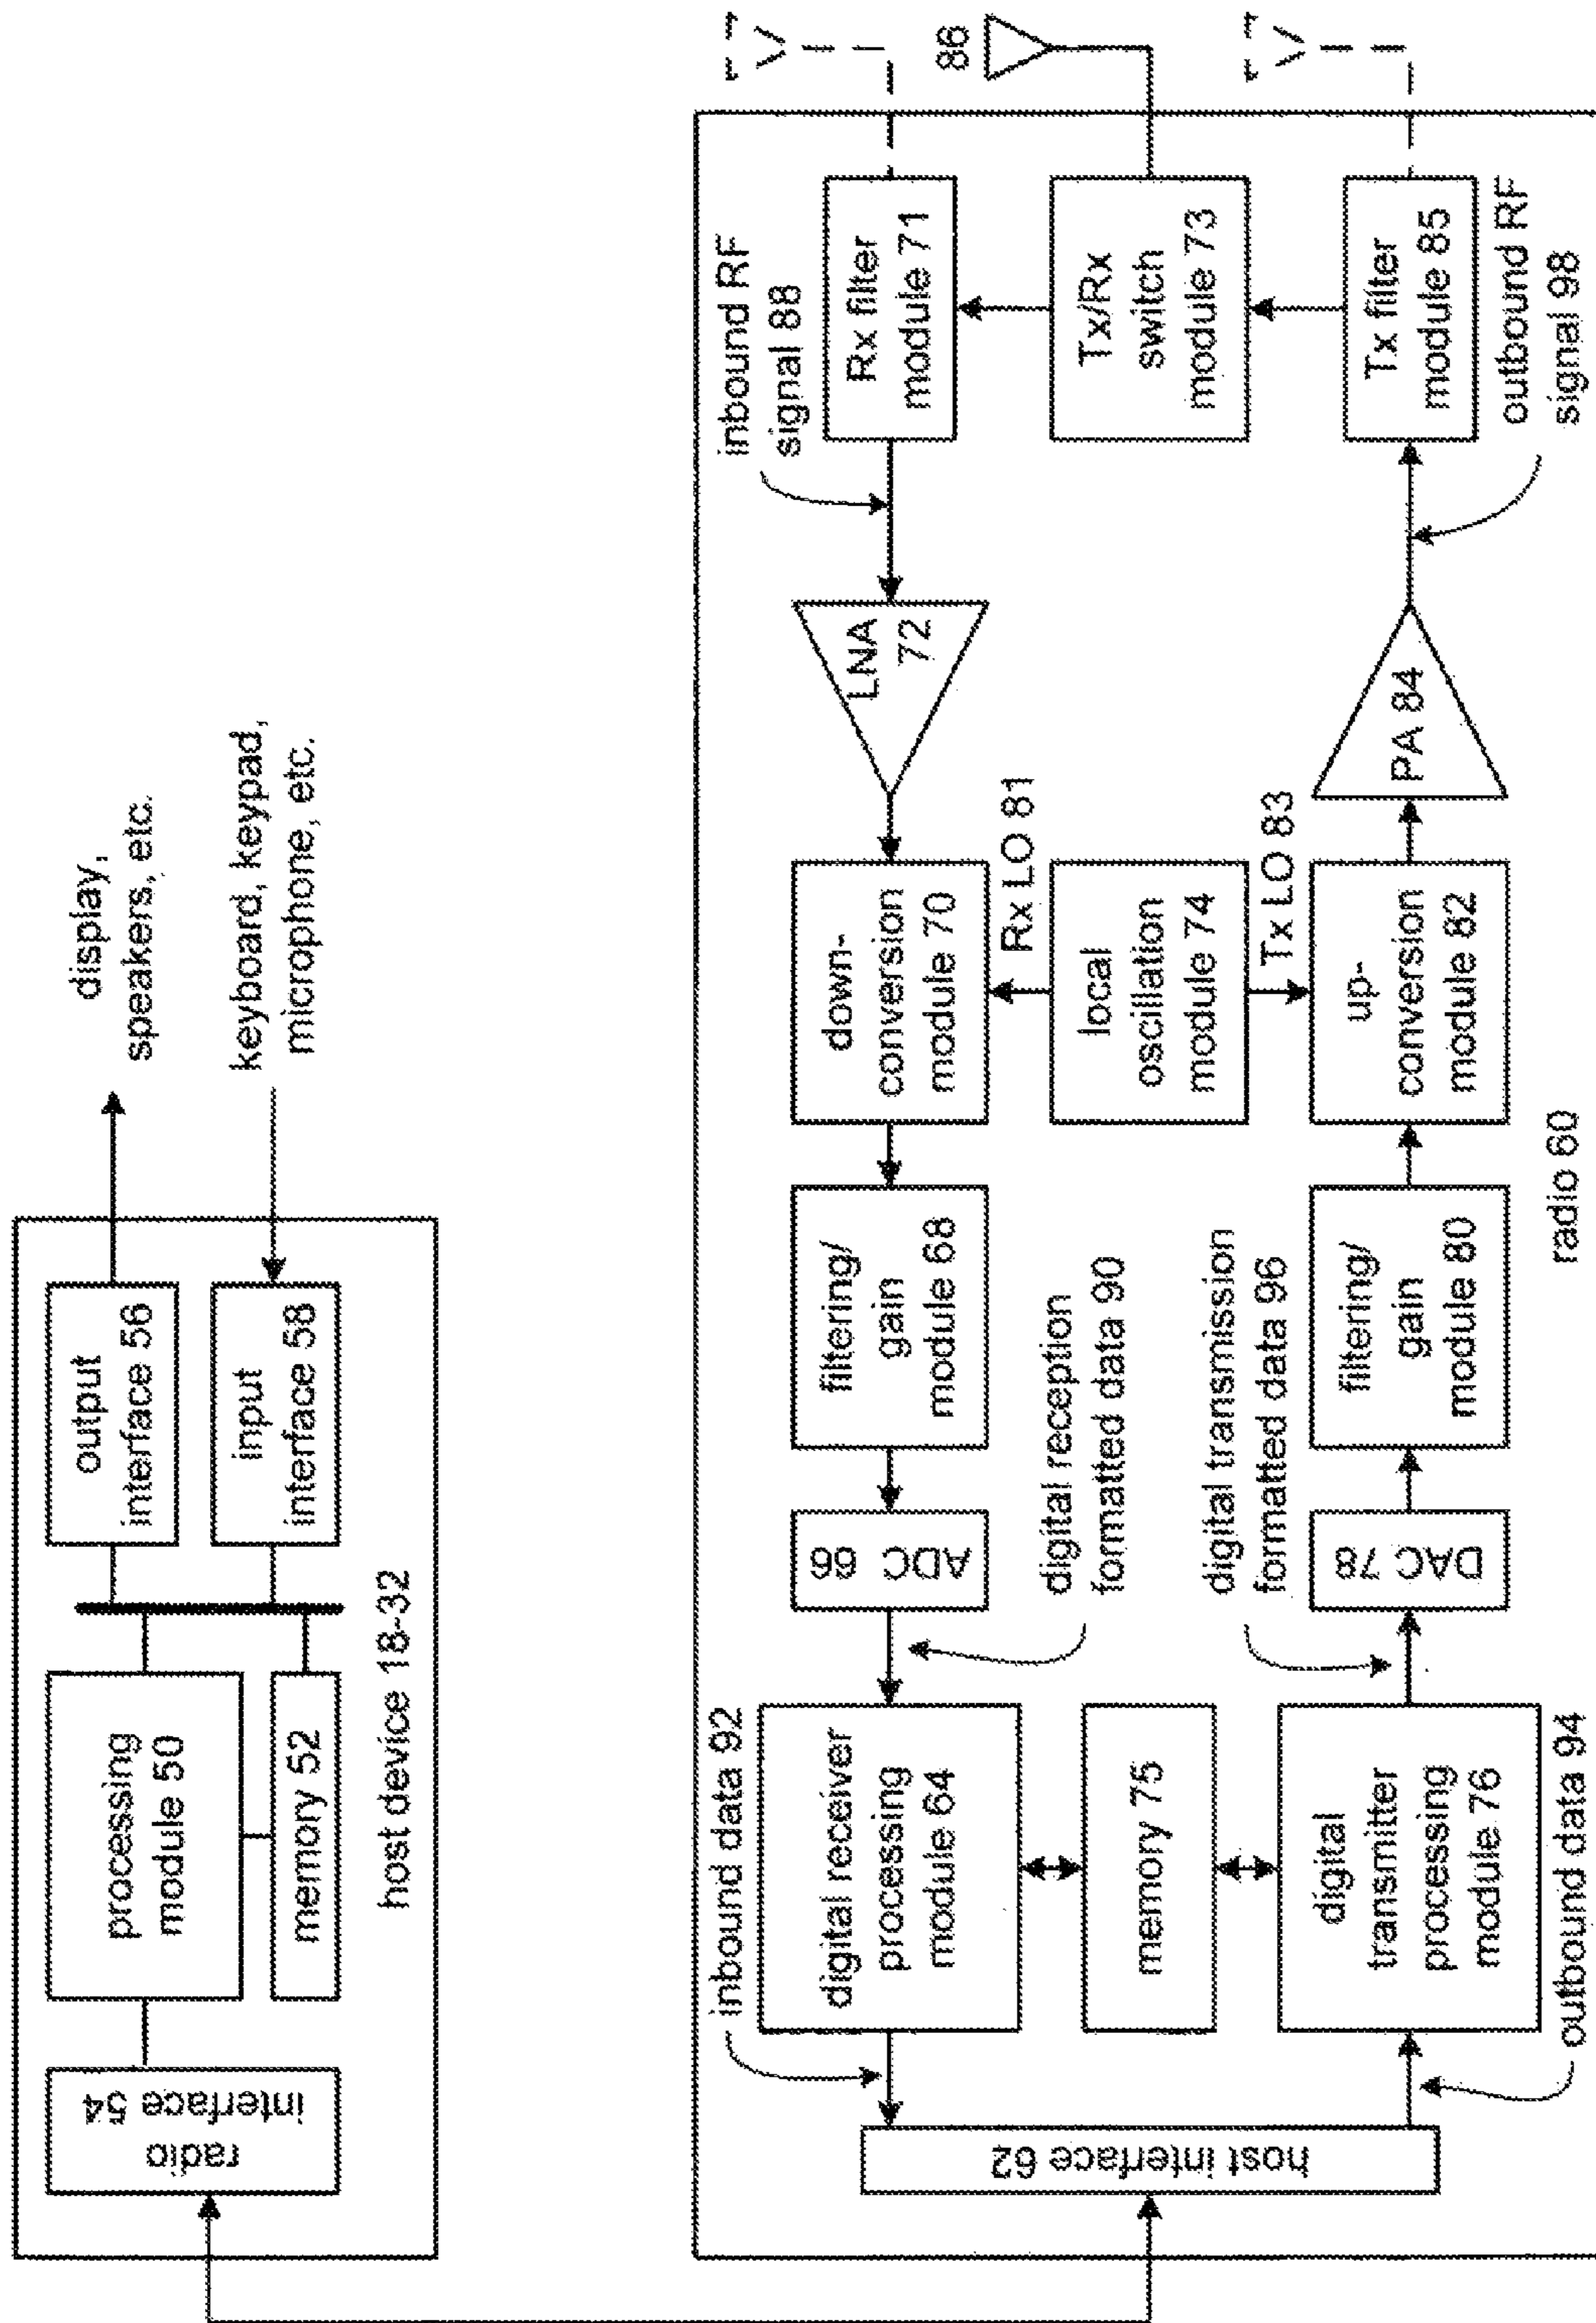 radio
interface 54
processing
module 50
memory 52
output
interface 56
input
interface 58
display,
speakers, etc.
keyboard, keypad,
microphone, etc.
host device 18-32
host interface 62
inbound data 92
digital receiver
processing
module 64
memory 75
digital
transmitter
processing
module 76
outbound data 94
ADC 66
digital reception
formatted data 90
digital transmission
formatted data 96
DAC 78
filtering/
gain
module 68
filtering/
gain
module 80
down-
conversion
module 70
Rx LO 81
local
oscillation
module 74
Tx LO 83
up-
conversion
module 82
radio 60
LNA
72
PA 84
inbound RF
signal 88
Rx filter
module 71
Tx/Rx
switch
module 73
Tx filter
module 85
outbound RF
signal 98
86